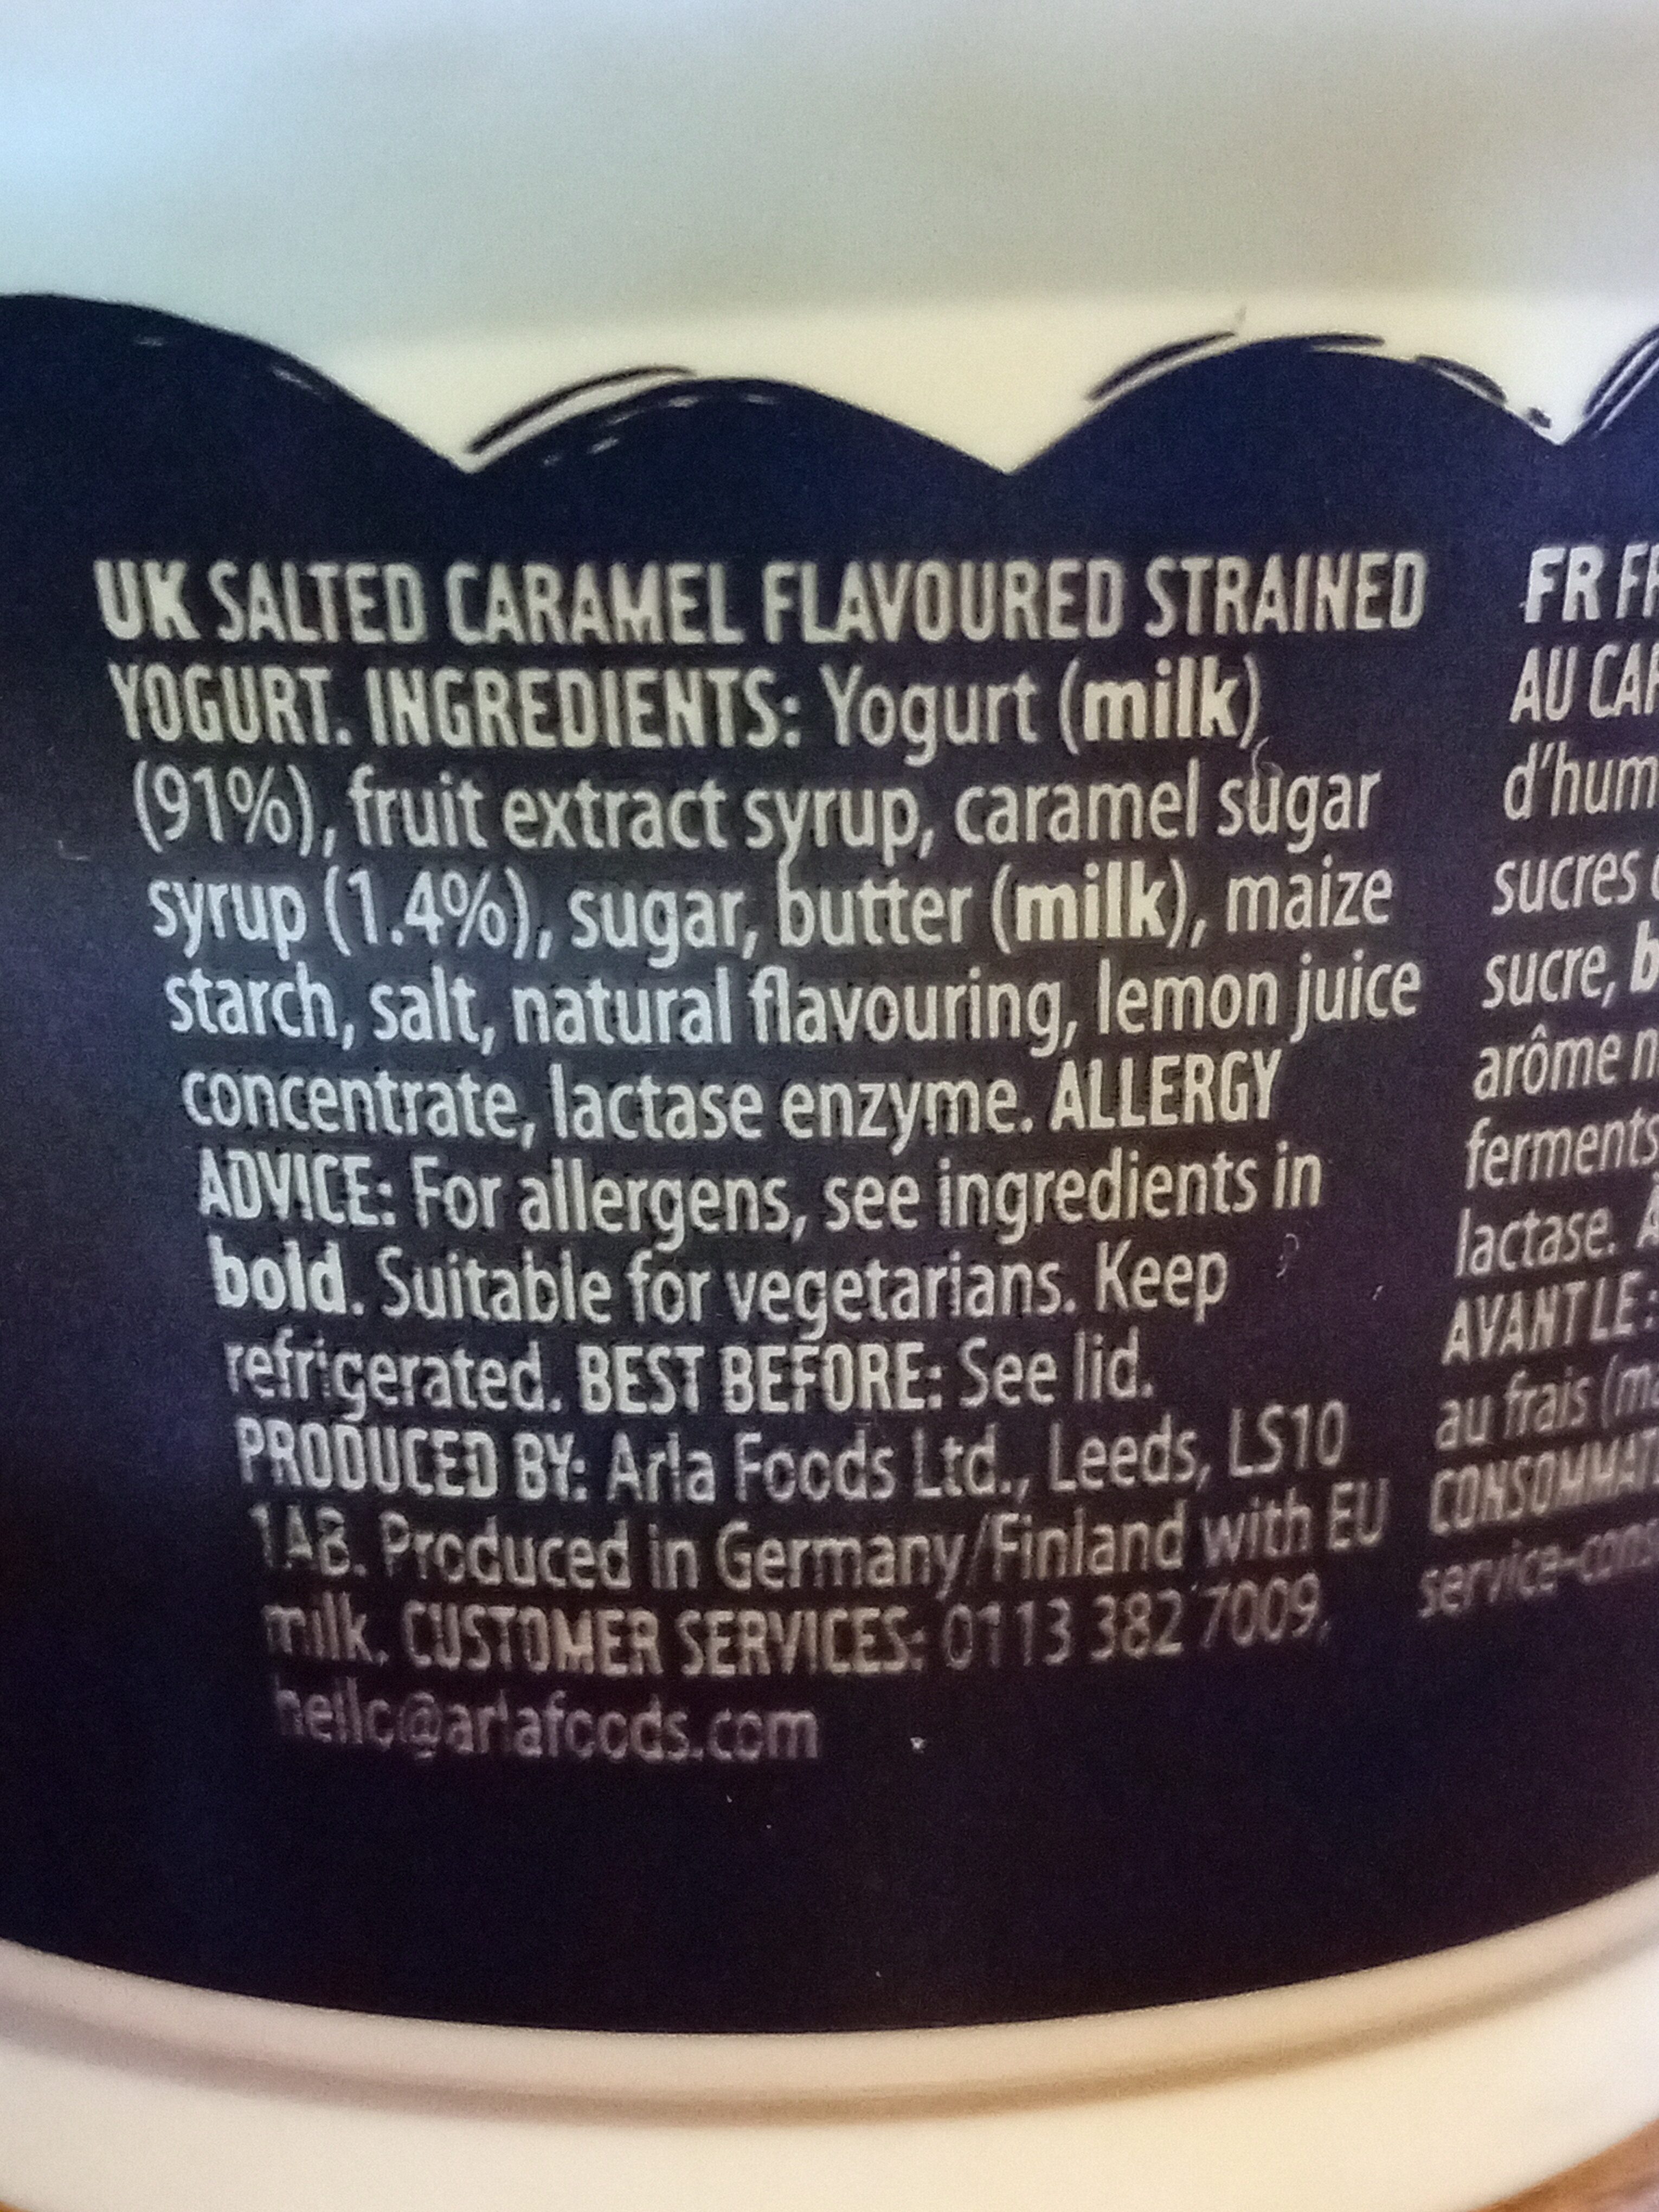 UK SALTED CARAMEL FLAVOURED STRAINED
YOGURT. INGREDIENTS: Yogurt (milk)
(91%), fruit extract syrup, caramel sugar
syrup (1.4%), sugar, butter (milk), maize
starch, salt, natural flavouring, lemon juice
concentrate, lactase enzyme. ALLERGY
ADVICE: For allergens, see ingredients in
bold. Suitable for vegetarians. Keep
refrigerated. BEST BEFORE: See lid.
PRODUCED BY: Arla Foods Ltd., Leeds, LS10
1AB. Produced in Germany/Finland with EU
milk. CUSTOMER SERVICES: 0113 382 7009,
hello@arlafoods.com
FR
AU
d'hum
sucres
sucre,
arôme
ferments
lactase.
AVANT LE:
au frais
CONSOMMAT
service-cons